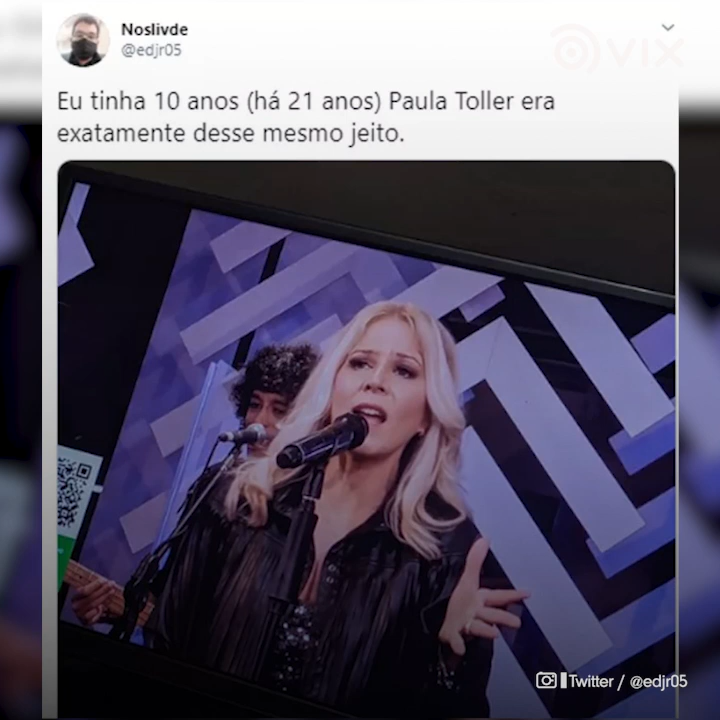 Noslivde
@edjr05
VIX
Eu tinha 10 anos (há 21 anos) Paula Toller era
exatamente desse mesmo jeito.
Twitter / @edjr05